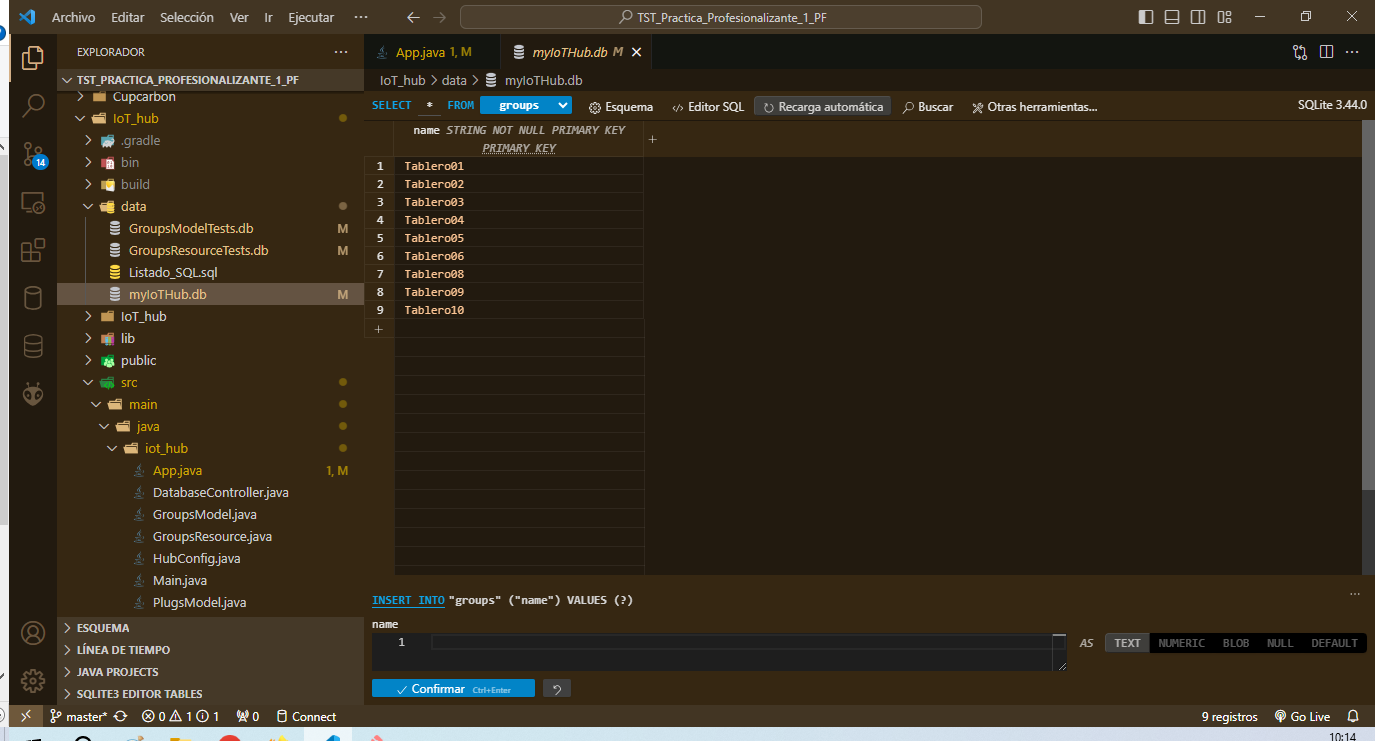 Archivo Editar Selección Ver Ir Ejecutar ··· TST_Practica_Profesionalizante_1_PF
EXPLORADOR ···
TST_PRACTICA_PROFESIONALIZANTE_1_PF
Cupcarbon
IoT_hub
.gradle
bin
build
data
GroupsModelTests.db M
GroupsResourceTests.db M
Listado_SQL.sql
myIoTHub.db M
IoT_hub
lib
public
src
main
java
iot_hub
App.java 1, M
DatabaseController.java
GroupsModel.java
GroupsResource.java
HubConfig.java
Main.java
PlugsModel.java
ESQUEMA
LÍNEA DE TIEMPO
JAVA PROJECTS
SQLITE3 EDITOR TABLES
14
App.java 1, M myIoTHub.db M
IoT_hub > data > myIoTHub.db
SELECT * FROM groups Esquema Editor SQL Recarga automática Buscar Otras herramientas... SQLite 3.44.0
name STRING NOT NULL PRIMARY KEY
PRIMARY KEY
+
1 Tablero01
2 Tablero02
3 Tablero03
4 Tablero04
5 Tablero05
6 Tablero06
7 Tablero08
8 Tablero09
9 Tablero10
+
INSERT INTO "groups" ("name") VALUES (?) ···
name
1
AS TEXT NUMERIC BLOB NULL DEFAULT
Confirmar Ctrl+Enter
master* 0 1 1 0 Connect 9 registros Go Live
10:14